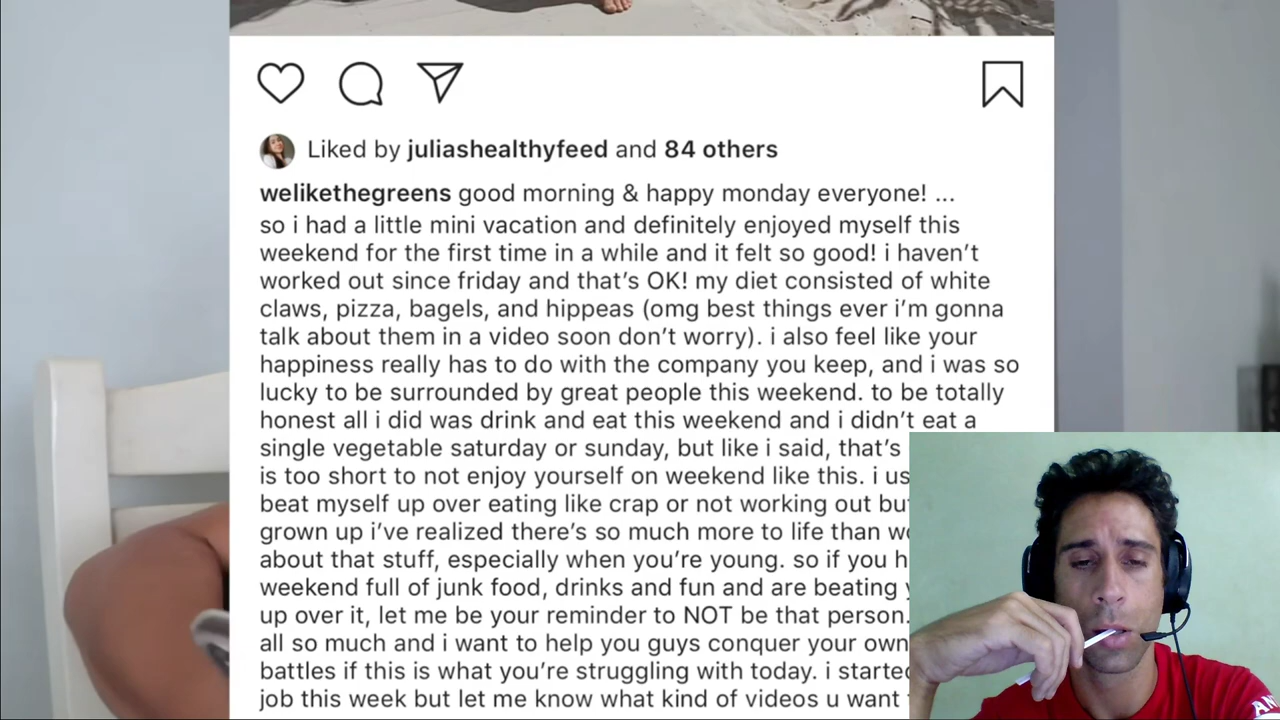 Liked by juliashealthyfeed and 84 others
welikethegreens good morning & happy monday everyone! ...
so i had a little mini vacation and definitely enjoyed myself this
weekend for the first time in a while and it felt so good! i haven't
worked out since friday and that's OK! my diet consisted of white
claws, pizza, bagels, and hippeas (omg best things ever i'm gonna
talk about them in a video soon don't worry). i also feel like your
happiness really has to do with the company you keep, and i was so
lucky to be surrounded by great people this weekend. to be totally
honest all i did was drink and eat this weekend and i didn't eat a
single vegetable saturday or sunday, but like i said, that's
is too short to not enjoy yourself on weekend like this. i us
beat myself up over eating like crap or not working out but
grown up i've realized there's so much more to life than w
about that stuff, especially when you're young. so if you h
weekend full of junk food, drinks and fun and are beating
up over it, let me be your reminder to NOT be that person.
all so much and i want to help you guys conquer your own
battles if this is what you're struggling with today. i started
job this week but let me know what kind of videos u want